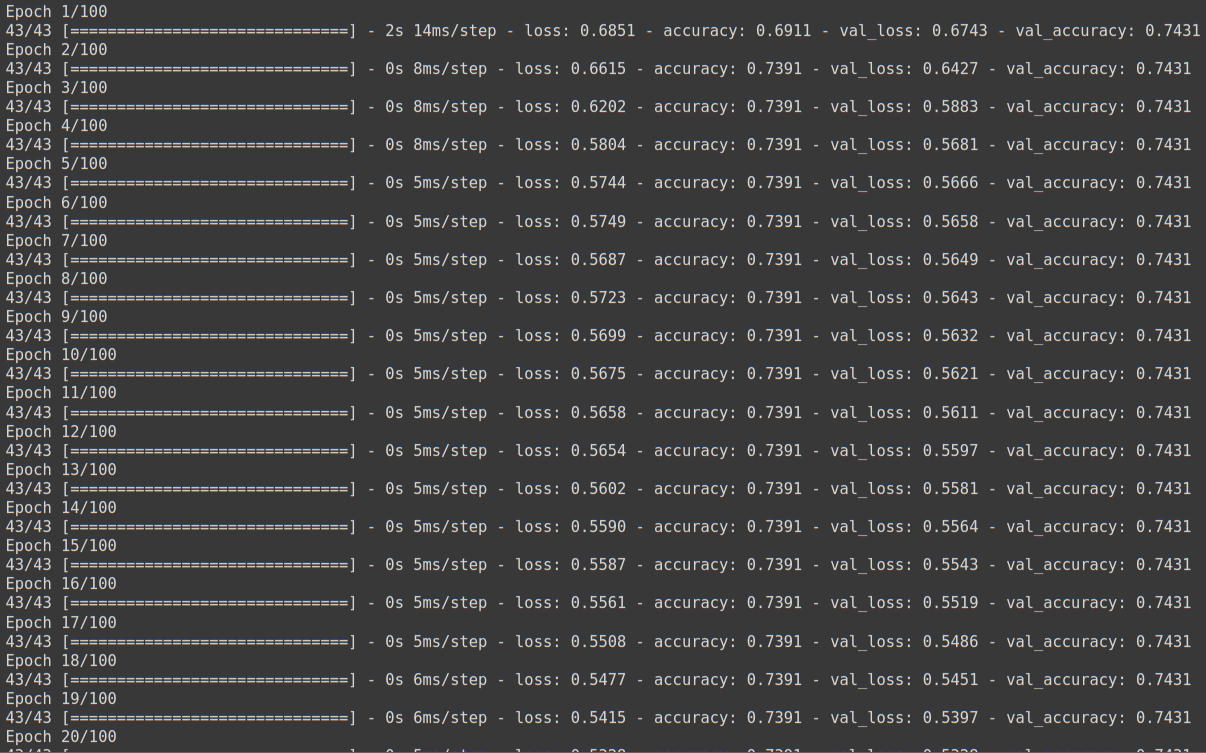 Epoch 1/100
43/43 [==============================] - 2s 14ms/step - loss: 0.6851 - accuracy: 0.6911 - val_loss: 0.6743 - val_accuracy: 0.7431
Epoch 2/100
43/43 [==============================] - 0s 8ms/step - loss: 0.6615 - accuracy: 0.7391 - val_loss: 0.6427 - val_accuracy: 0.7431
Epoch 3/100
43/43 [==============================] - 0s 8ms/step - loss: 0.6202 - accuracy: 0.7391 - val_loss: 0.5883 - val_accuracy: 0.7431
Epoch 4/100
43/43 [==============================] - 0s 8ms/step - loss: 0.5804 - accuracy: 0.7391 - val_loss: 0.5681 - val_accuracy: 0.7431
Epoch 5/100
43/43 [==============================] - 0s 5ms/step - loss: 0.5744 - accuracy: 0.7391 - val_loss: 0.5666 - val_accuracy: 0.7431
Epoch 6/100
43/43 [==============================] - 0s 5ms/step - loss: 0.5749 - accuracy: 0.7391 - val_loss: 0.5658 - val_accuracy: 0.7431
Epoch 7/100
43/43 [==============================] - 0s 5ms/step - loss: 0.5687 - accuracy: 0.7391 - val_loss: 0.5649 - val_accuracy: 0.7431
Epoch 8/100
43/43 [==============================] - 0s 5ms/step - loss: 0.5723 - accuracy: 0.7391 - val_loss: 0.5643 - val_accuracy: 0.7431
Epoch 9/100
43/43 [==============================] - 0s 5ms/step - loss: 0.5699 - accuracy: 0.7391 - val_loss: 0.5632 - val_accuracy: 0.7431
Epoch 10/100
43/43 [==============================] - 0s 5ms/step - loss: 0.5675 - accuracy: 0.7391 - val_loss: 0.5621 - val_accuracy: 0.7431
Epoch 11/100
43/43 [==============================] - 0s 5ms/step - loss: 0.5658 - accuracy: 0.7391 - val_loss: 0.5611 - val_accuracy: 0.7431
Epoch 12/100
43/43 [==============================] - 0s 5ms/step - loss: 0.5654 - accuracy: 0.7391 - val_loss: 0.5597 - val_accuracy: 0.7431
Epoch 13/100
43/43 [==============================] - 0s 5ms/step - loss: 0.5602 - accuracy: 0.7391 - val_loss: 0.5581 - val_accuracy: 0.7431
Epoch 14/100
43/43 [==============================] - 0s 5ms/step - loss: 0.5590 - accuracy: 0.7391 - val_loss: 0.5564 - val_accuracy: 0.7431
Epoch 15/100
43/43 [==============================] - 0s 5ms/step - loss: 0.5587 - accuracy: 0.7391 - val_loss: 0.5543 - val_accuracy: 0.7431
Epoch 16/100
43/43 [==============================] - 0s 5ms/step - loss: 0.5561 - accuracy: 0.7391 - val_loss: 0.5519 - val_accuracy: 0.7431
Epoch 17/100
43/43 [==============================] - 0s 5ms/step - loss: 0.5508 - accuracy: 0.7391 - val_loss: 0.5486 - val_accuracy: 0.7431
Epoch 18/100
43/43 [==============================] - 0s 6ms/step - loss: 0.5477 - accuracy: 0.7391 - val_loss: 0.5451 - val_accuracy: 0.7431
Epoch 19/100
43/43 [==============================] - 0s 6ms/step - loss: 0.5415 - accuracy: 0.7391 - val_loss: 0.5397 - val_accuracy: 0.7431
Epoch 20/100